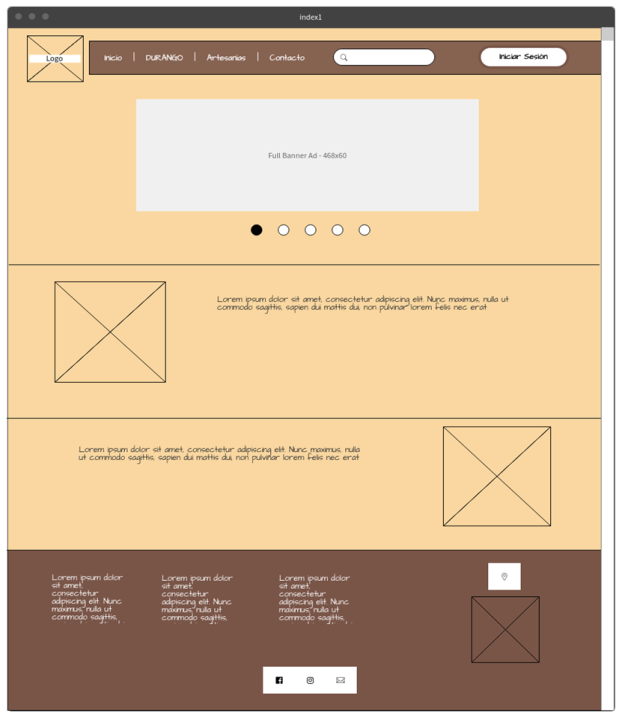 index1
Logo
Inicio
DURANGO
Artesanias
Contacto
Iniciar Sesión
Full Banner Ad - 468x60
Lorem ipsum dolor sit amet, consectetur adipiscing elit. Nunc maximus, nulla ut
commodo sagittis, sapien dui mattis dui, non pulvinar lorem felis nec erat
Lorem ipsum dolor sit amet, consectetur adipiscing elit. Nunc maximus, nulla
ut commodo sagittis, sapien dui mattis dui, non pulvinar lorem felis nec erat
Lorem ipsum dolor
sit amet,
consectetur
adipiscing elit. Nunc
maximus, nulla ut
commodo sagittis,
Lorem ipsum dolor
sit amet,
consectetur
adipiscing elit. Nunc
maximus, nulla ut
commodo sagittis,
Lorem ipsum dolor
sit amet,
consectetur
adipiscing elit. Nunc
maximus, nulla ut
commodo sagittis,